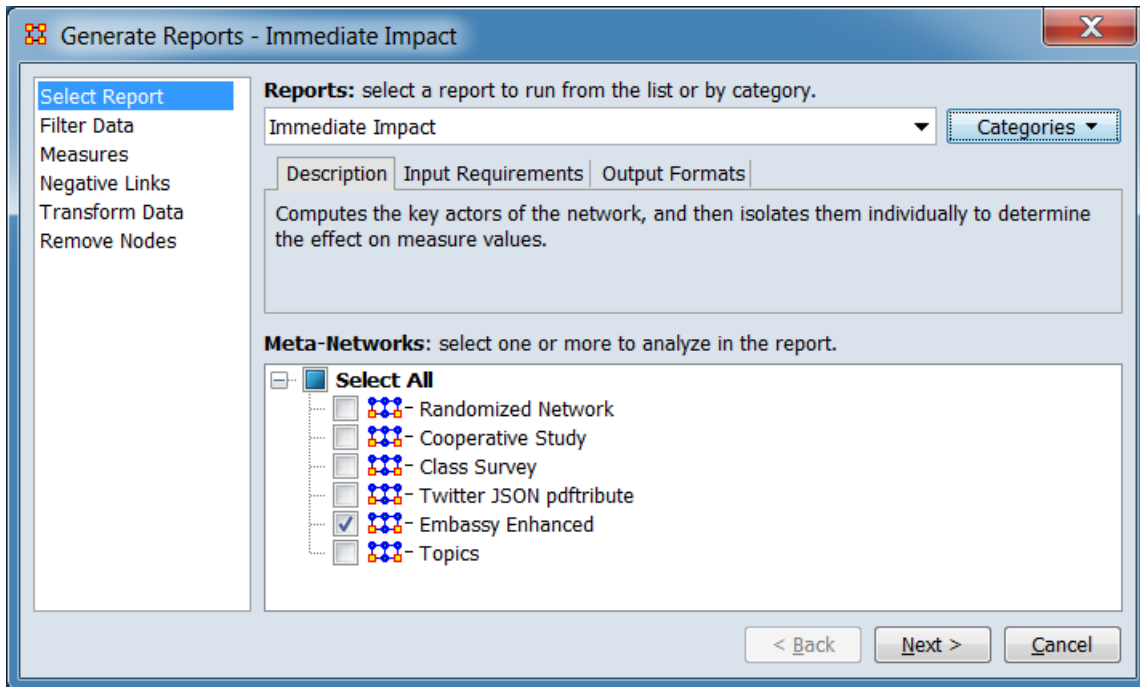 Generate Reports - Immediate Impact
X
Select Report
Filter Data
Measures
Negative Links
Transform Data
Remove Nodes
Reports: select a report to run from the list or by category.
Immediate Impact
Categories
Description Input Requirements Output Formats
Computes the key actors of the network, and then isolates them individually to determine
the effect on measure values.
Meta-Networks: select one or more to analyze in the report.
Select All
- Randomized Network
- Cooperative Study
- Class Survey
- Twitter JSON pdftribute
- Embassy Enhanced
- Topics
< Back Next > Cancel